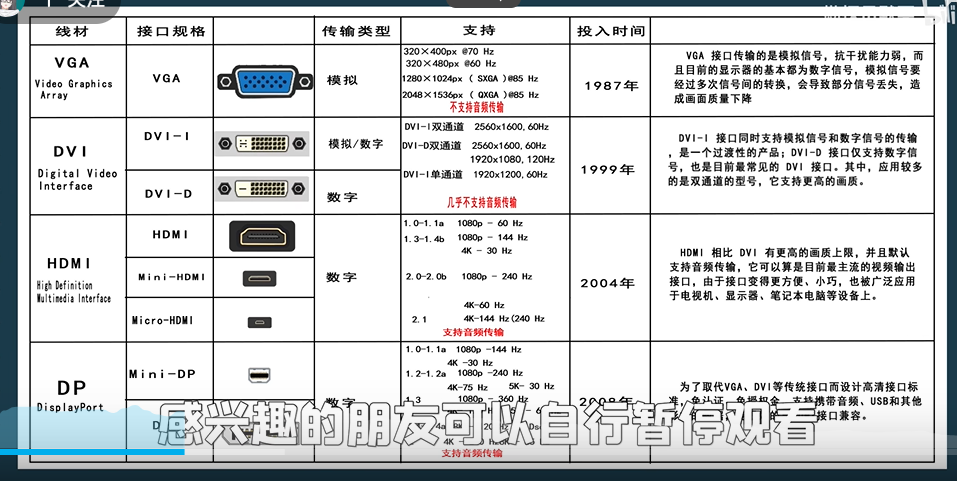 关注
线材 接口规格 传输类型 支持 投入时间
VGA
Video Graphics
Array
VGA
模拟
320×400px @70 Hz
320×480px @60 Hz
1280×1024px ( SXGA )@85 Hz
2048×1536px ( QXGA )@85 Hz
不支持音频传输
1987年
VGA 接口传输的是模拟信号，抗干扰能力弱，而
且目前的显示器的基本都为数字信号，模拟信号要
经过多次信号间的转换，会导致部分信号丢失，造
成画面质量下降
DVI
Digital Video
Interface
DVI-I
模拟/数字
DVI-D
数字
DVI-I双通道 2560x1600,60Hz
DVI-D双通道 2560x1600,60Hz
1920x1080,120Hz
DVI-I单通道 1920x1200,60Hz
几乎不支持音频传输
1999年
DVI-I 接口同时支持模拟信号和数字信号的传输
，是一个过渡性的产品；DVI-D 接口仅支持数字信
号，也是目前最常见的 DVI 接口。其中，应用较多
的是双通道的型号，它支持更高的画质。
HDMI
High Definition
Multimedia Interface
HDMI
Mini-HDMI
Micro-HDMI
数字
1.0-1.1a 1080p - 60 Hz
1.3-1.4b 1080p - 144 Hz
4K - 30 Hz
2.0-2.0b 1080p - 240 Hz
4K-60 Hz
2.1 4K-144 Hz(240 Hz
支持音频传输
2004年
HDMI 相比 DVI 有更高的画质上限，并且默认
支持音频传输，它可以算是目前最主流的视频输出
接口，由于接口变得更方便、小巧，也被广泛应用
于电视机、显示器、笔记本电脑等设备上。
DP
DisplayPort
Mini-DP
数字
1.0-1.1a 1080p -144 Hz
4K -30 Hz
1.2-1.2a 1080p -240 Hz
4K-75 Hz 5K- 30 Hz
1.3 1080p - 360 Hz
支持音频传输
2008年
为了取代VGA、DVI等传统接口而设计高清接口标
准，免认证、免授权金，支持携带音频、USB和其他
接口兼容。
感兴趣的朋友可以自行暂停观看